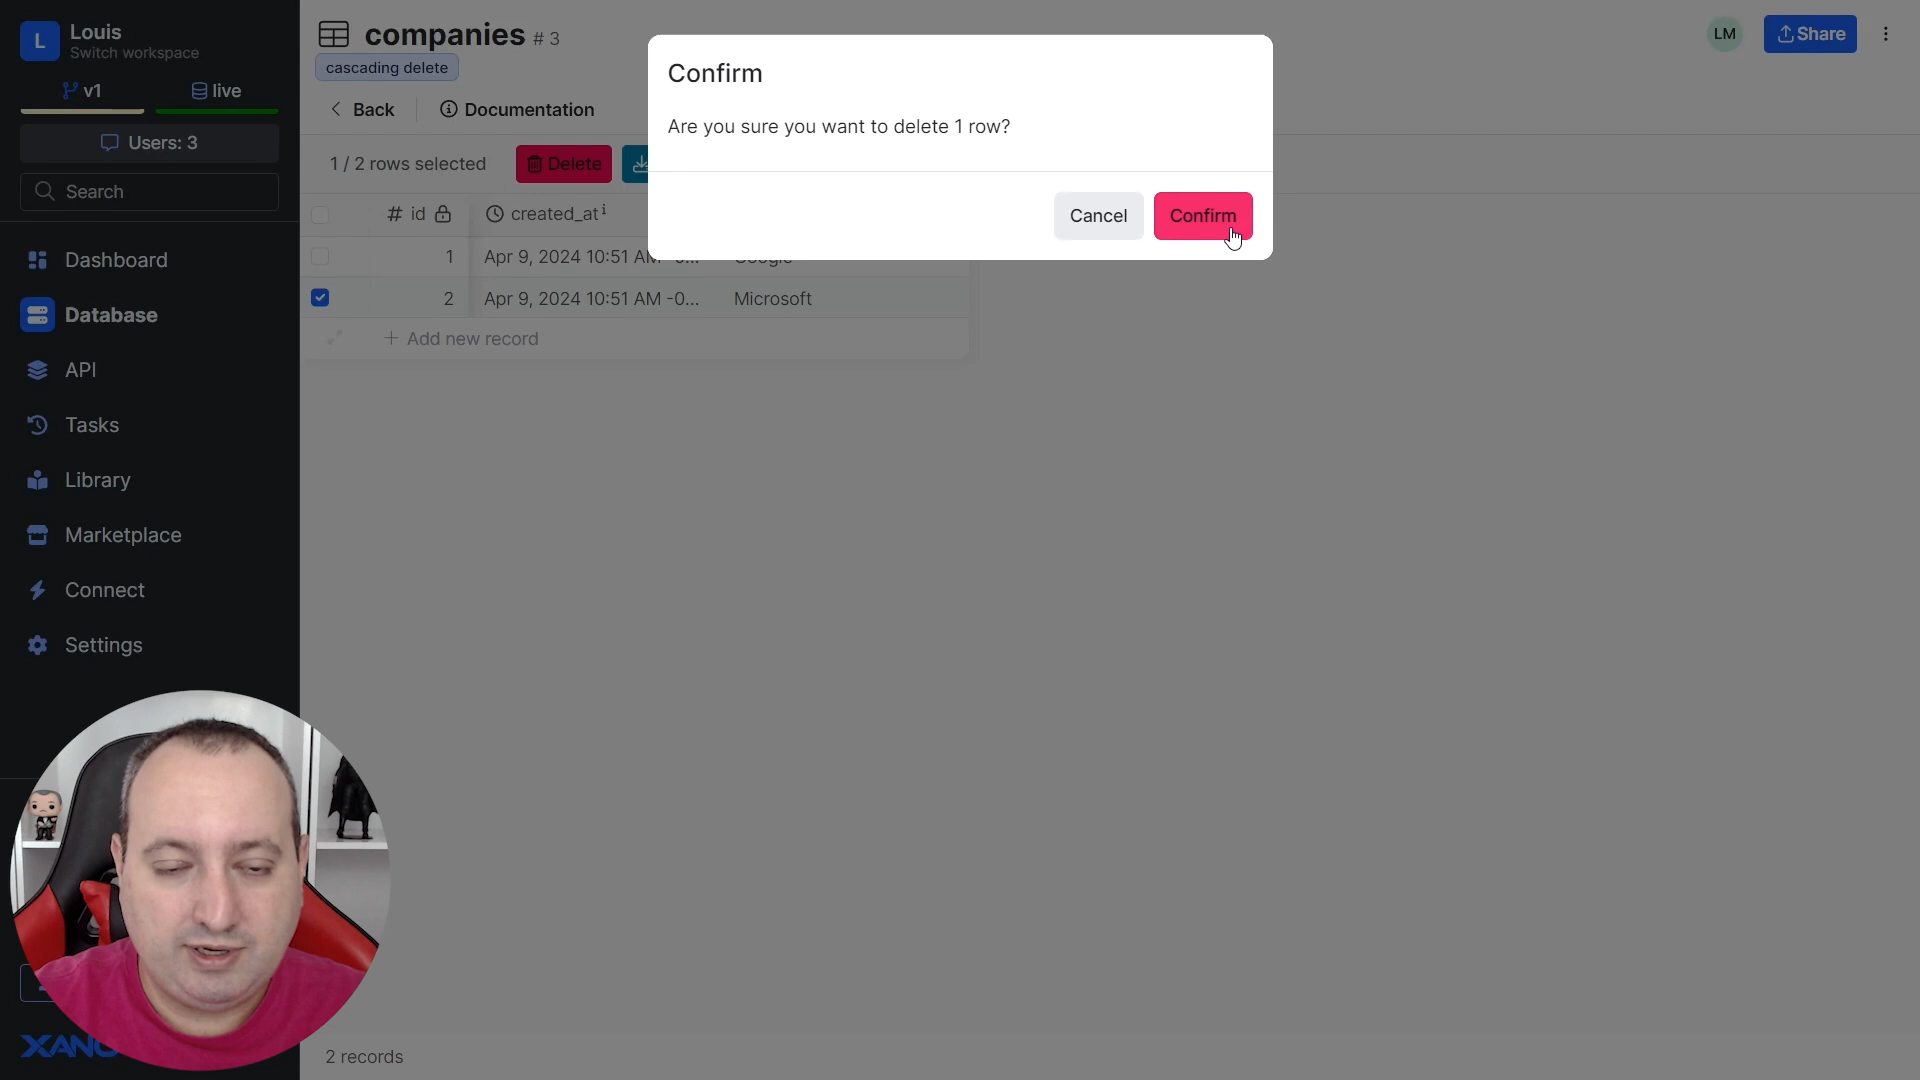 L
Louis
Switch workspace
v1
live
Users: 3
Search
Dashboard
Database
API
Tasks
Library
Marketplace
Connect
Settings
companies # 3
cascading delete
Back
Documentation
LM
Share
1 / 2 rows selected
Delete
Confirm
Are you sure you want to delete 1 row?
Cancel
Confirm
# id
created_at i
1
Apr 9, 2024 10:51 AM -0...
Google
2
Apr 9, 2024 10:51 AM -0...
Microsoft
+ Add new record
2 records